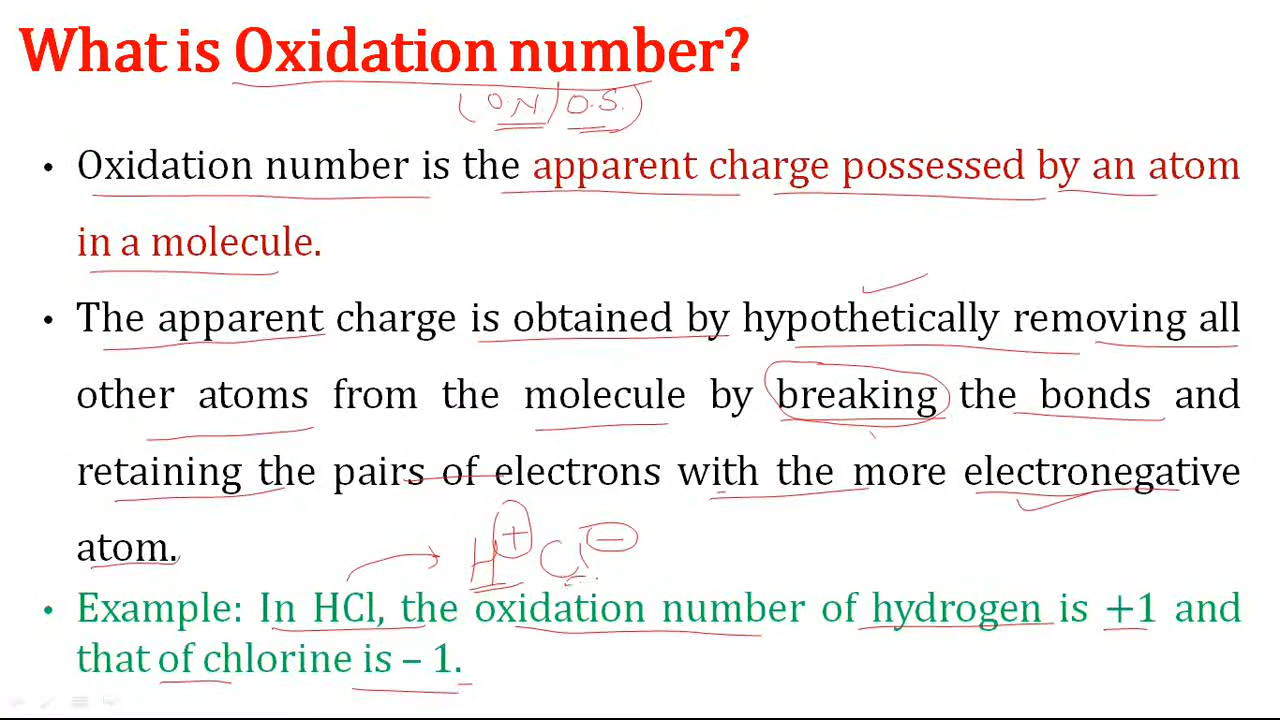 What is Oxidation number?
(O.N/O.S.)
• Oxidation number is the apparent charge possessed by an atom
in a molecule.
• The apparent charge is obtained by hypothetically removing all
other atoms from the molecule by breaking the bonds and
retaining the pairs of electrons with the more electronegative
atom.
H+ Cl−
• Example: In HCl, the oxidation number of hydrogen is +1 and
that of chlorine is – 1.